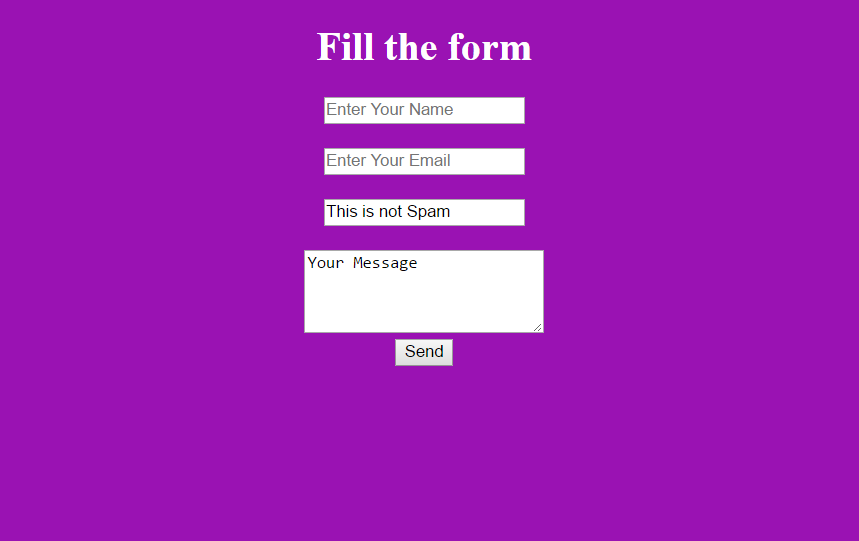 Fill the form
Enter Your Name
Enter Your Email
This is not Spam
Your Message
Send